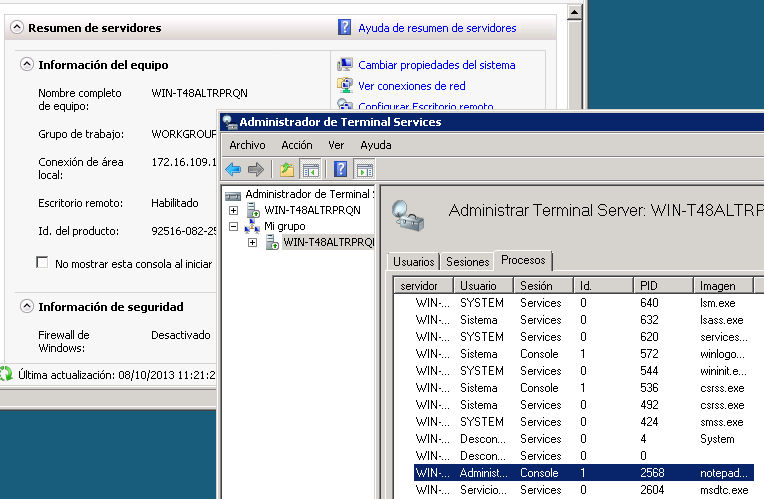 Resumen de servidores
Ayuda de resumen de servidores
Información del equipo
Cambiar propiedades del sistema
Ver conexiones de red
Configurar Escritorio remoto
Nombre completo de equipo: WIN-T48ALTRPRQN
Grupo de trabajo: WORKGROUP
Conexión de área local: 172.16.109.1
Escritorio remoto: Habilitado
Id. del producto: 92516-082-25
No mostrar esta consola al iniciar
Información de seguridad
Firewall de Windows: Desactivado
Última actualización: 08/10/2013 11:21:2
Administrador de Terminal Services
Archivo Acción Ver Ayuda
Administrador de Terminal S
WIN-T48ALTRPRQN
Mi grupo
WIN-T48ALTRPRQN
Administrar Terminal Server: WIN-T48ALTRP
Usuarios Sesiones Procesos
servidor Usuario Sesión Id. PID Imagen
WIN-... SYSTEM Services 0 640 lsm.exe
WIN-... Sistema Services 0 632 lsass.exe
WIN-... SYSTEM Services 0 620 services...
WIN-... Sistema Console 1 572 winlogo...
WIN-... SYSTEM Services 0 544 wininit.e...
WIN-... Sistema Console 1 536 csrss.exe
WIN-... Sistema Services 0 492 csrss.exe
WIN-... SYSTEM Services 0 424 smss.exe
WIN-... Descon... Services 0 4 System
WIN-... Descon... Services 0 0
WIN-... Administ... Console 1 2568 notepad...
WIN-... Servicio... Services 0 2604 msdtc.exe